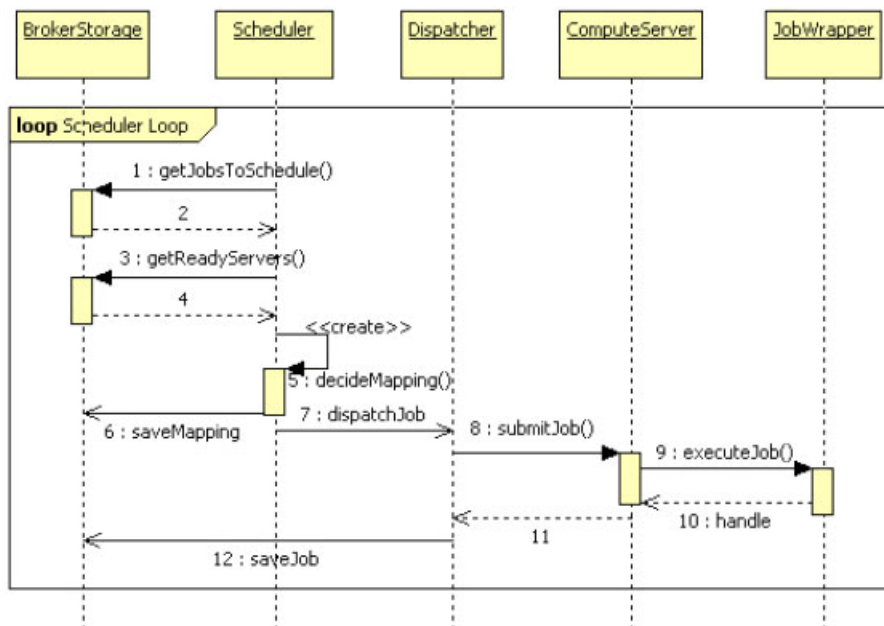 BrokerStorage
Scheduler
Dispatcher
ComputeServer
JobWrapper
loop Scheduler Loop
1 : getJobsToSchedule()
2
3 : getReadyServers()
4
<<create>>
5 : decideMapping()
6 : saveMapping
7 : dispatchJob
8 : submitJob()
9 : executeJob()
10 : handle
11
12 : saveJob